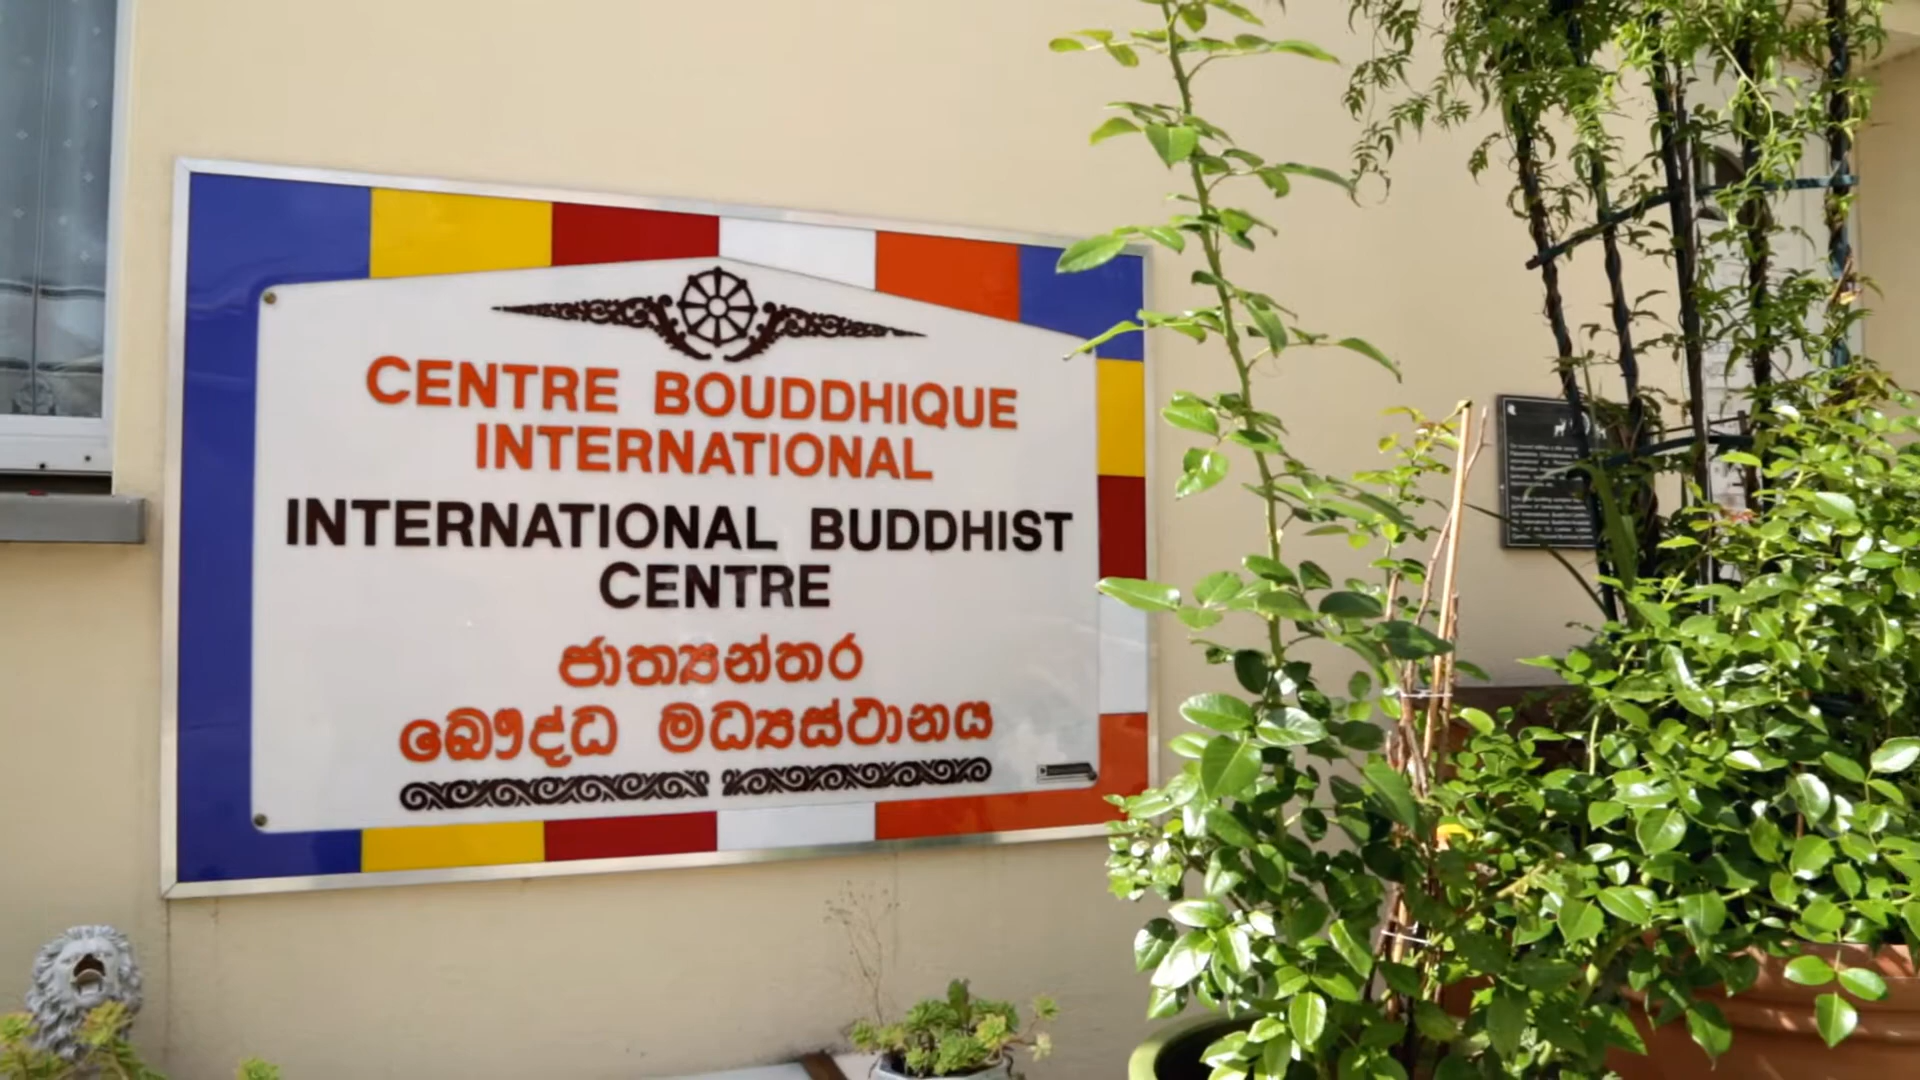 CENTRE BOUDDHIQUE
INTERNATIONAL
INTERNATIONAL BUDDHIST
CENTRE
ජාත්‍යන්තර
බෞද්ධ මධ්‍යස්ථානය